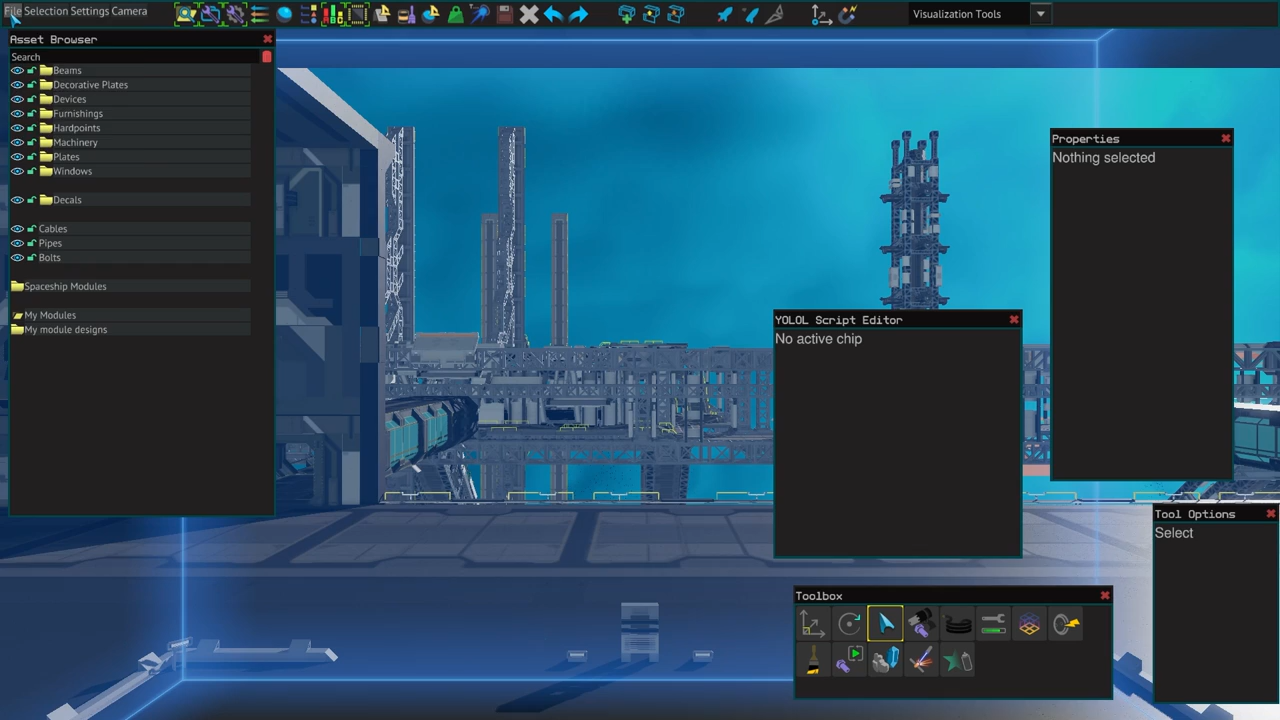 File Selection Settings Camera
Visualization Tools
Asset Browser
Search
Beams
Decorative Plates
Devices
Furnishings
Hardpoints
Machinery
Plates
Windows
Decals
Cables
Pipes
Bolts
Spaceship Modules
My Modules
My module designs
Properties
Nothing selected
YOLOL Script Editor
No active chip
Tool Options
Select
Toolbox